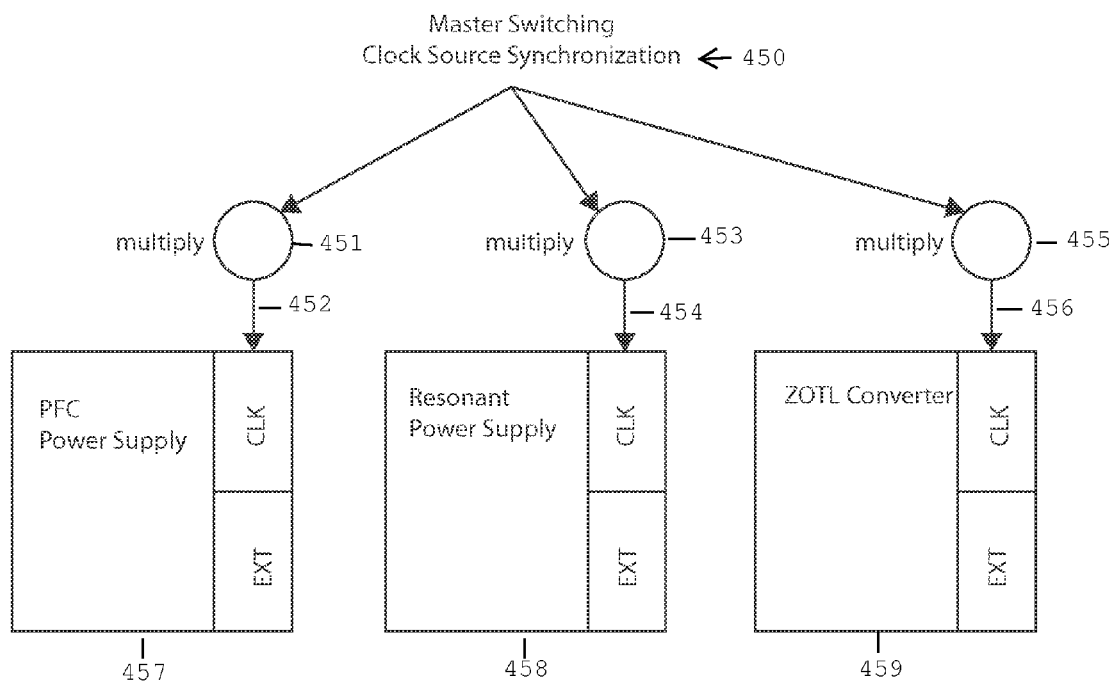 Master Switching
Clock Source Synchronization 450
multiply 451
multiply 453
multiply 455
452
454
456
PFC
Power Supply
CLK
EXT
Resonant
Power Supply
CLK
EXT
ZOTL Converter
CLK
EXT
457
458
459